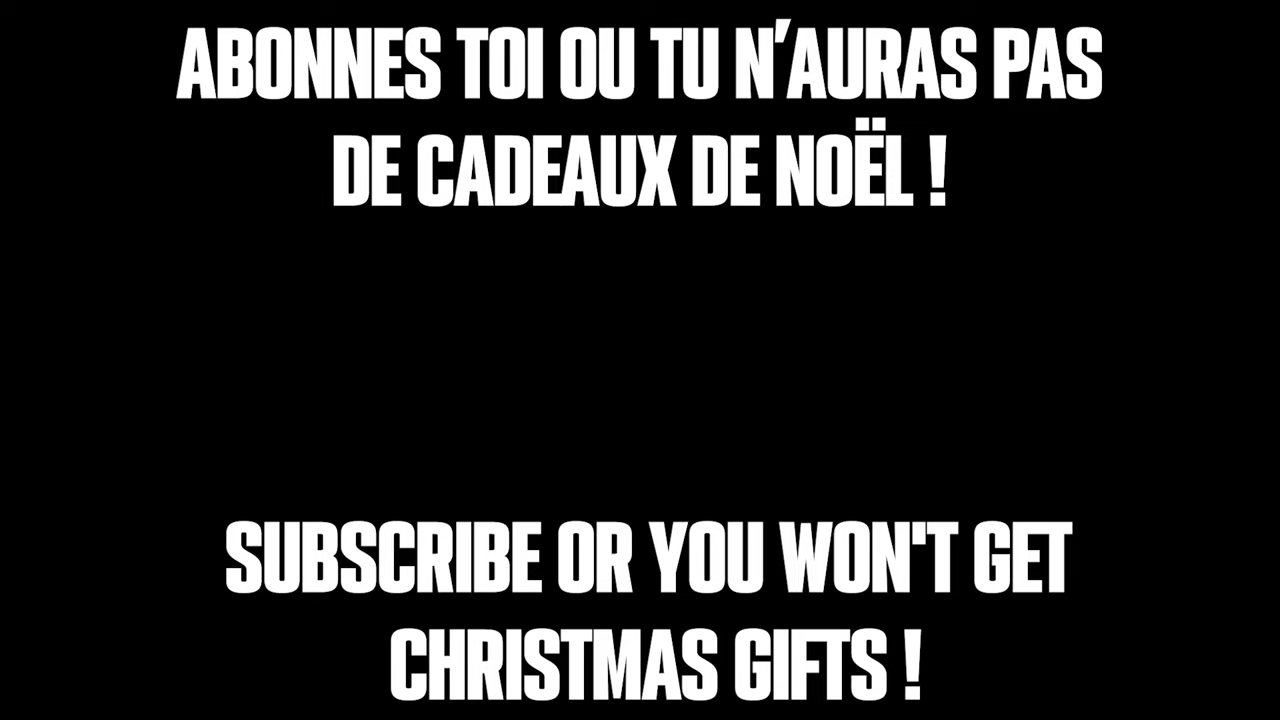 ABONNES TOI OU TU N'AURAS PAS
DE CADEAUX DE NOËL !
SUBSCRIBE OR YOU WON'T GET
CHRISTMAS GIFTS !